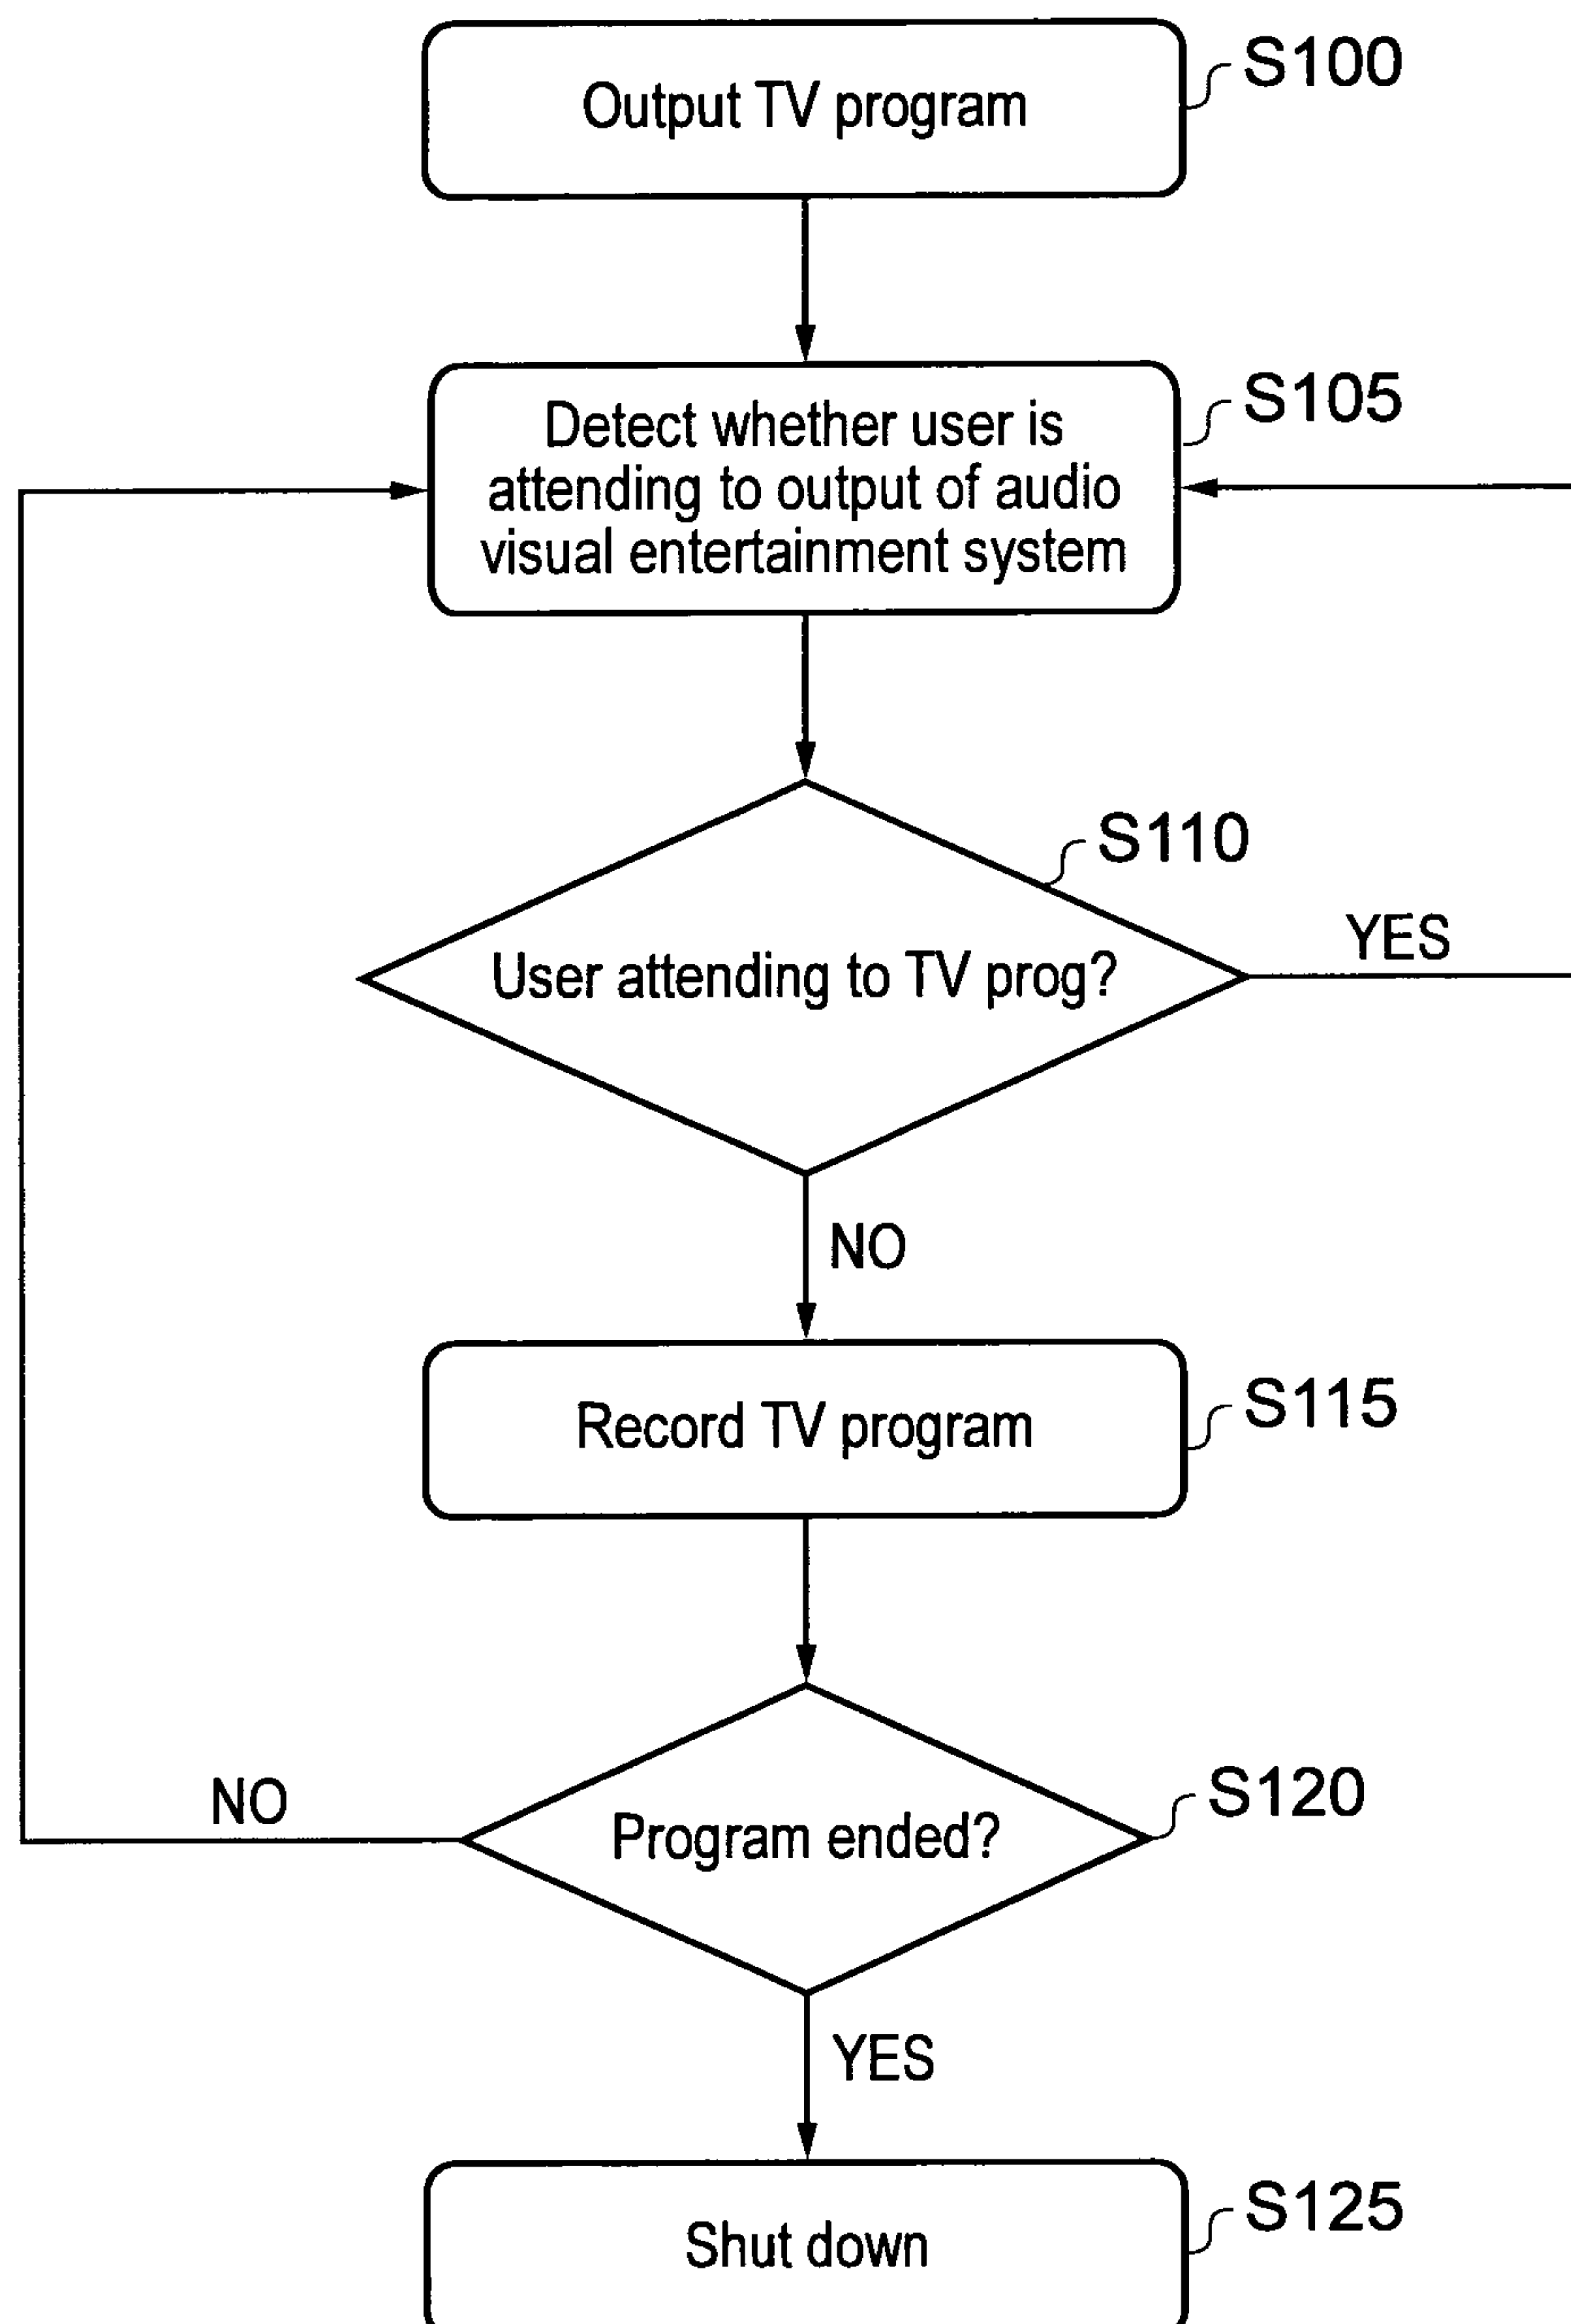 Output TV program
S100
Detect whether user is
attending to output of audio
visual entertainment system
S105
S110
User attending to TV prog?
YES
NO
Record TV program
S115
Program ended?
S120
NO
YES
Shut down
S125